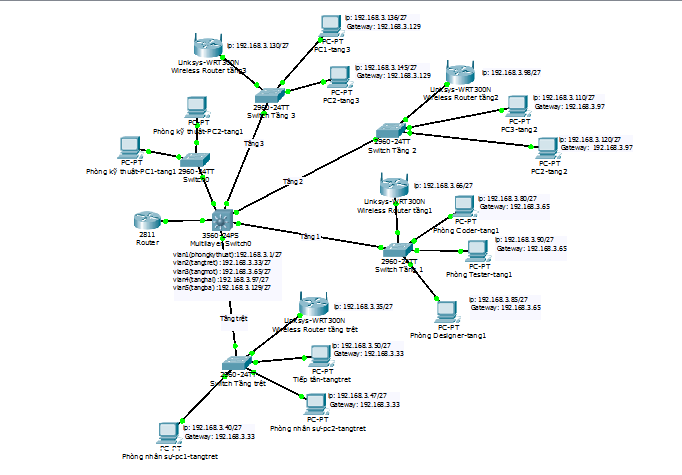 ip: 192.168.3.136/27
Gateway: 192.168.3.129
PC-PT
PC1-tang3
ip: 192.168.3.130/27
Linksys-WRT300N
Wireless Router tầng3
ip: 192.168.3.145/27
Gateway: 192.168.3.129
PC-PT
PC2-tang3
2960-24TT
Switch Tầng 3
ip: 192.168.3.98/27
Linksys-WRT300N
Wireless Router tầng2
ip: 192.168.3.110/27
Gateway: 192.168.3.97
PC-PT
PC3-tang2
2960-24TT
Switch Tầng 2
ip: 192.168.3.120/27
Gateway: 192.168.3.97
PC-PT
PC2-tang2
PC-PT
Phòng kỹ thuật-PC2-tang1
Tầng3
PC-PT
Phòng kỹ thuật-PC1-tang1
2960-24TT
Switch0
Tầng2
ip: 192.168.3.66/27
Linksys-WRT300N
Wireless Router tầng1
ip: 192.168.3.80/27
Gateway: 192.168.3.65
PC-PT
Phòng Coder-tang1
2811
Router
3560-24PS
Multilayer Switch0
Tầng1
ip: 192.168.3.90/27
Gateway: 192.168.3.65
PC-PT
Phòng Tester-tang1
2960-24TT
Switch Tầng 1
vlan1(phongkythuat):192.168.3.1/27
vlan2(tangtret) :192.168.3.33/27
vlan3(tangmot) :192.168.3.65/27
vlan4(tanghai) :192.168.3.97/27
vlan5(tangba) :192.168.3.129/27
ip: 192.168.3.85/27
Gateway: 192.168.3.65
PC-PT
Phòng Designer-tang1
Tầng trệt
ip: 192.168.3.35/27
Linksys-WRT300N
Wireless Router tầng trệt
ip: 192.168.3.50/27
Gateway: 192.168.3.33
PC-PT
Tiếp tân-tangtret
2960-24TT
Switch Tầng trệt
ip: 192.168.3.47/27
Gateway: 192.168.3.33
PC-PT
Phòng nhân sự-pc2-tangtret
ip: 192.168.3.40/27
Gateway: 192.168.3.33
PC-PT
Phòng nhân sự-pc1-tangtret